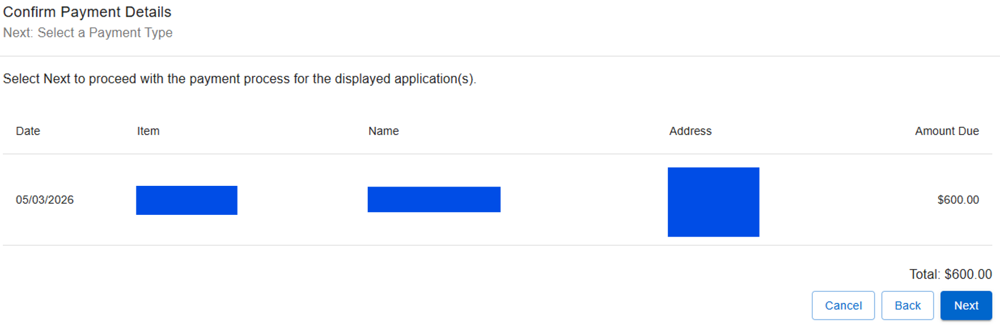 Confirm Payment Details
Next: Select a Payment Type
Select Next to proceed with the payment process for the displayed application(s).
Date Item Name Address Amount Due
05/03/2026 $600.00
Total: $600.00
Cancel Back Next